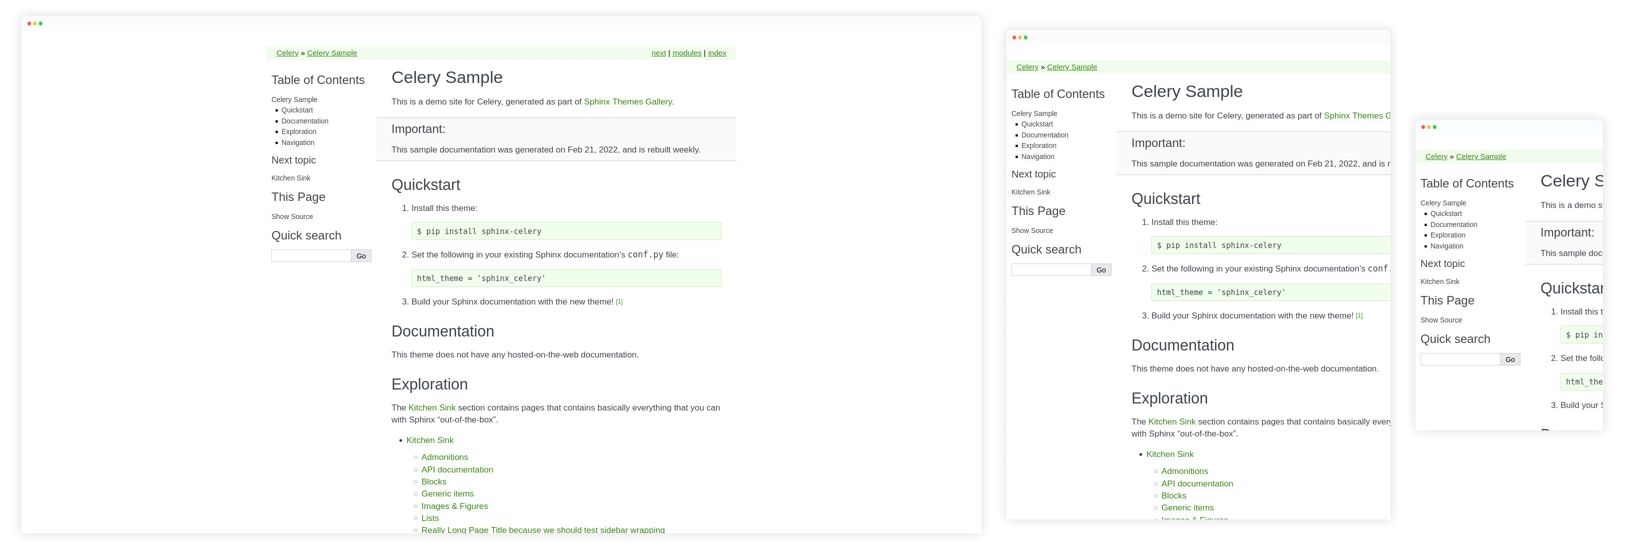 Celery » Celery Sample
next | modules | index
Table of Contents
Celery Sample
Quickstart
Documentation
Exploration
Navigation
Next topic
Kitchen Sink
This Page
Show Source
Quick search
Go
Celery Sample
This is a demo site for Celery, generated as part of Sphinx Themes Gallery.
Important:
This sample documentation was generated on Feb 21, 2022, and is rebuilt weekly.
Quickstart
1. Install this theme:
$ pip install sphinx-celery
2. Set the following in your existing Sphinx documentation's conf.py file:
html_theme = 'sphinx_celery'
3. Build your Sphinx documentation with the new theme! [1]
Documentation
This theme does not have any hosted-on-the-web documentation.
Exploration
The Kitchen Sink section contains pages that contains basically everything that you can
with Sphinx “out-of-the-box”.
Kitchen Sink
Admonitions
API documentation
Blocks
Generic items
Images & Figures
Lists
Really Long Page Title because we should test sidebar wrapping
Celery » Celery Sample
Table of Contents
Celery Sample
Quickstart
Documentation
Exploration
Navigation
Next topic
Kitchen Sink
This Page
Show Source
Quick search
Go
Celery Sample
This is a demo site for Celery, generated as part of Sphinx Themes G
Important:
This sample documentation was generated on Feb 21, 2022, and is r
Quickstart
1. Install this theme:
$ pip install sphinx-celery
2. Set the following in your existing Sphinx documentation's conf.
html_theme = 'sphinx_celery'
3. Build your Sphinx documentation with the new theme! [1]
Documentation
This theme does not have any hosted-on-the-web documentation.
Exploration
The Kitchen Sink section contains pages that contains basically every
with Sphinx “out-of-the-box”.
Kitchen Sink
Admonitions
API documentation
Blocks
Generic items
Images & Figures
Celery » Celery Sample
Table of Contents
Celery Sample
Quickstart
Documentation
Exploration
Navigation
Next topic
Kitchen Sink
This Page
Show Source
Quick search
Go
Celery S
This is a demo s
Important:
This sample doc
Quickstar
1. Install this t
$ pip in
2. Set the follo
html_the
3. Build your S